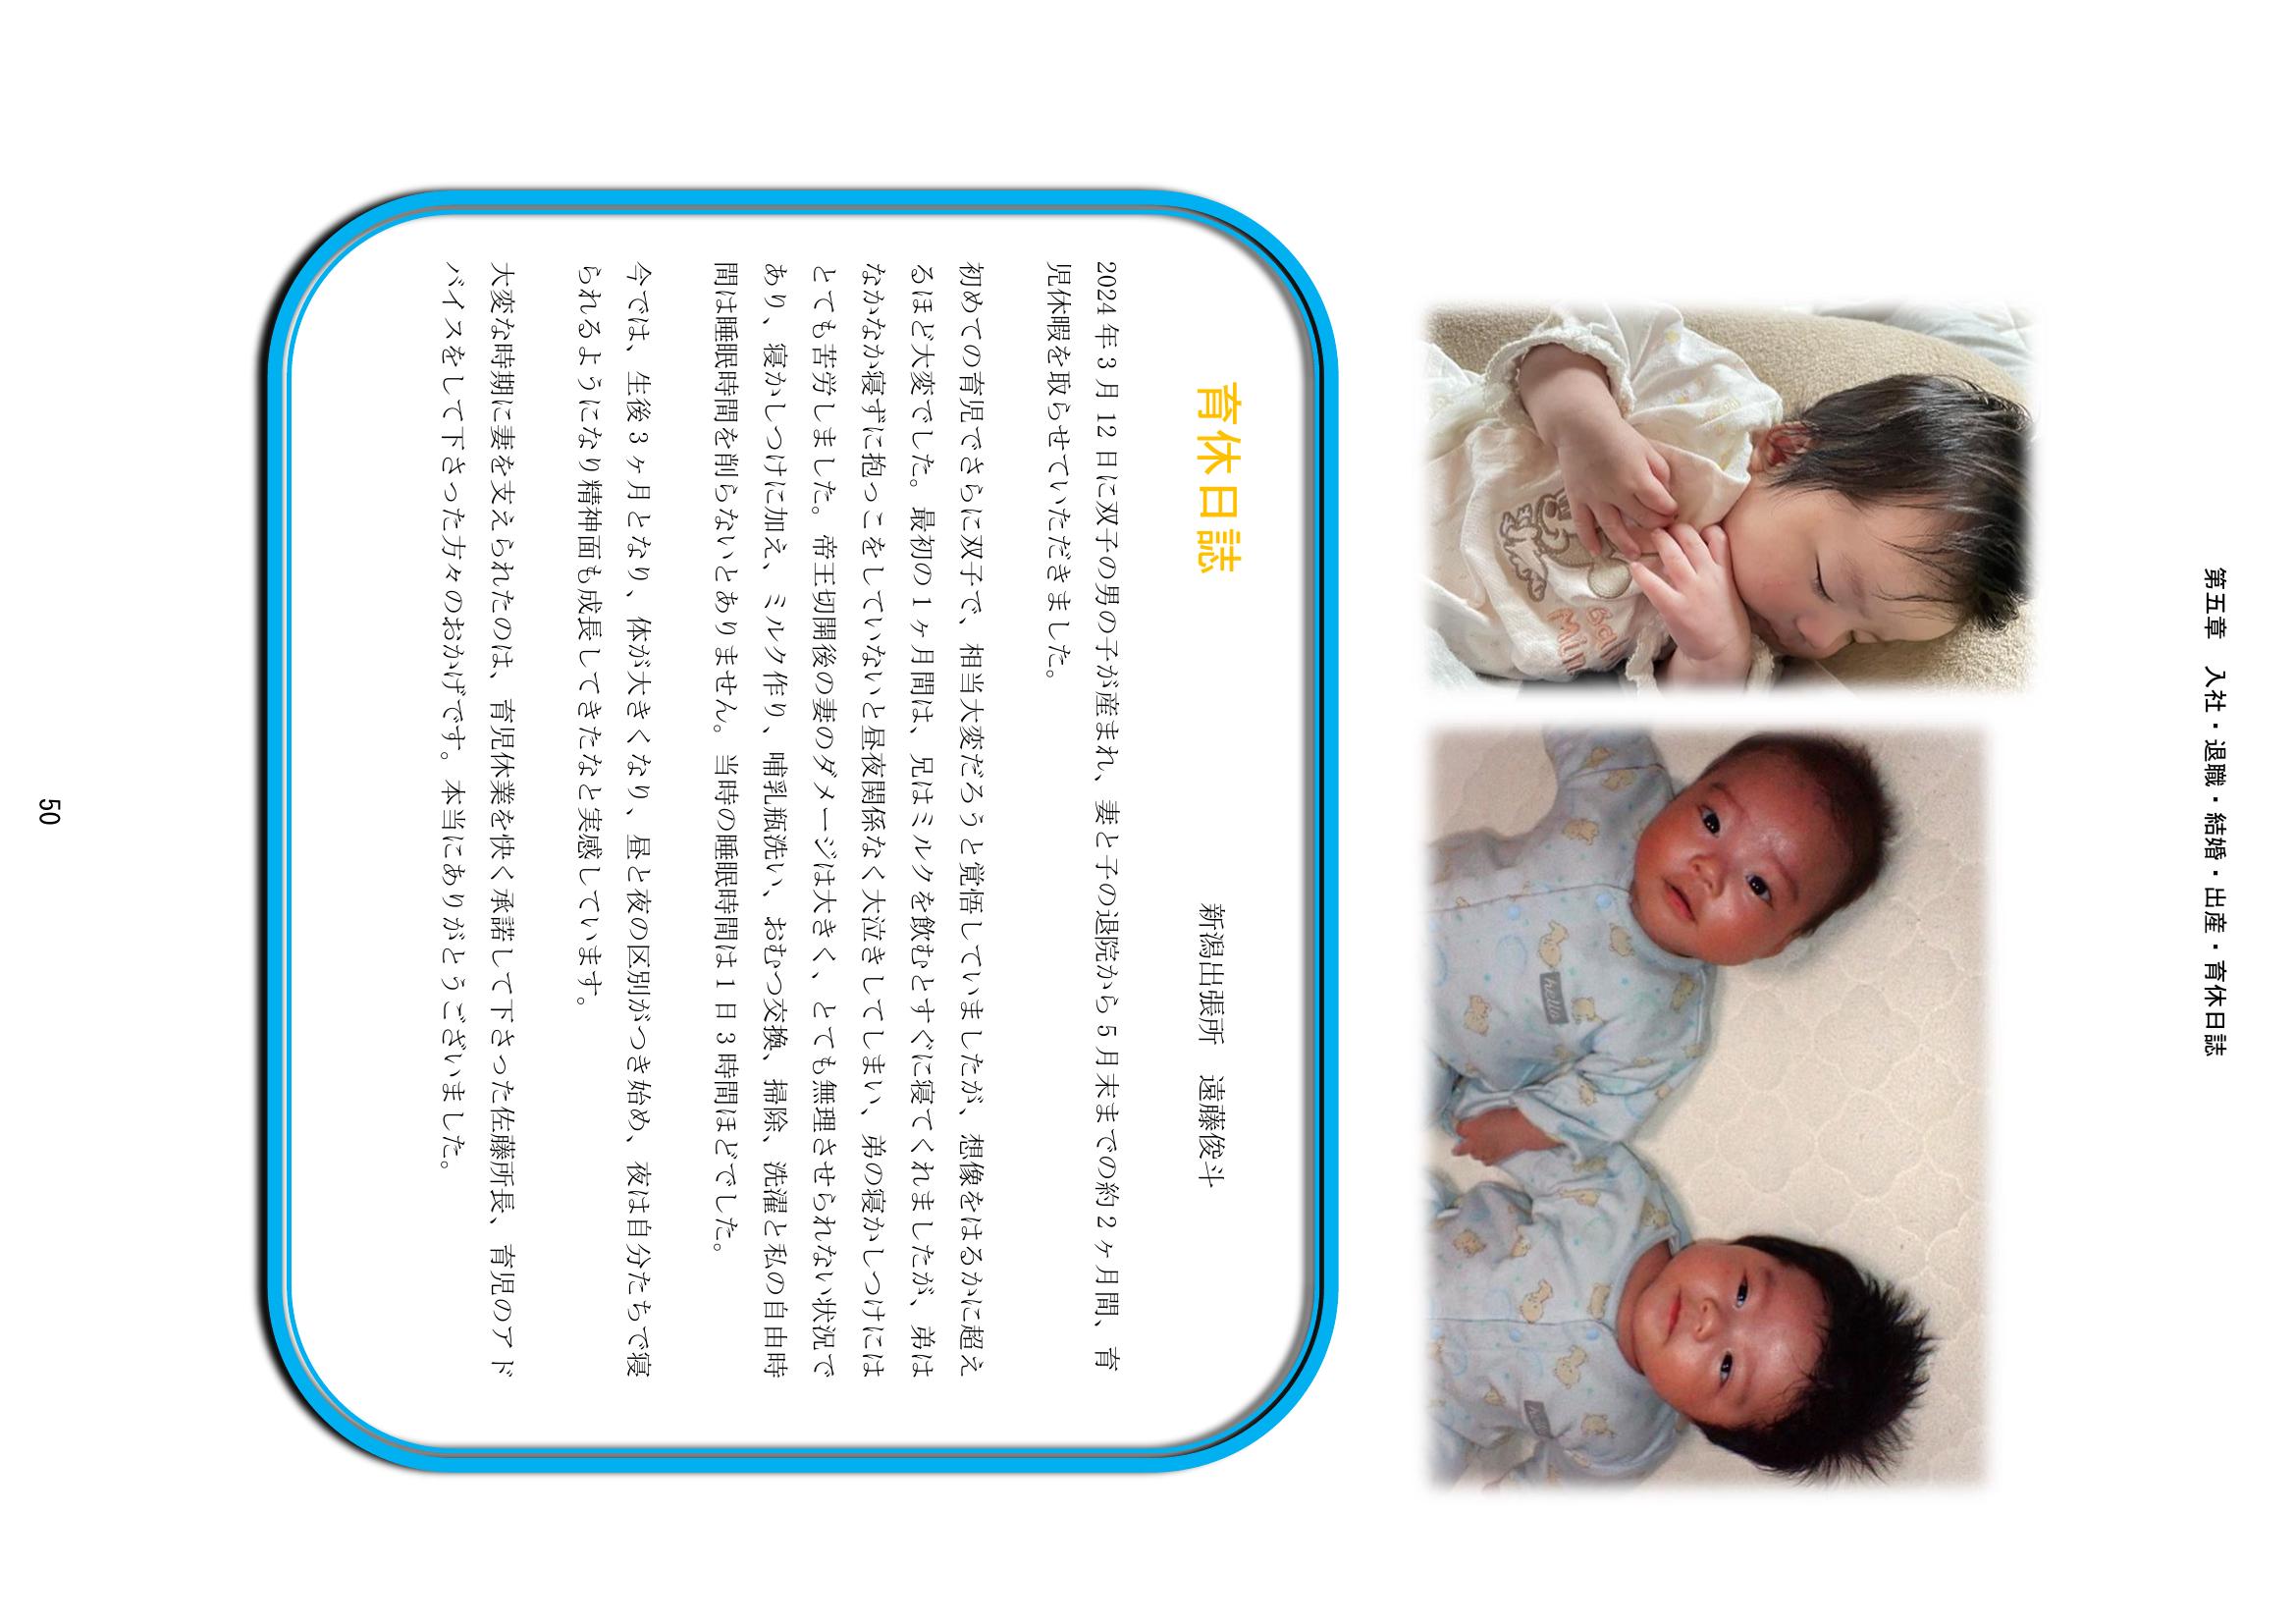 第五章　入社・退職・結婚・出産・育休日誌
hello
hello
育休日誌
新潟出張所　遠藤俊斗
2024年3月12日に双子の男の子が産まれ、妻と子の退院から5月末までの約2ヶ月間、育
児休暇を取らせていただきました。
初めての育児でさらに双子で、相当大変だろうと覚悟していましたが、想像をはるかに超え
るほど大変でした。最初の1ヶ月間は、兄はミルクを飲むとすぐに寝てくれましたが、弟は
なかなか寝ずに抱っこをしていないと昼夜関係なく大泣きしてしまい、弟の寝かしつけには
とても苦労しました。帝王切開後の妻のダメージは大きく、とても無理させられない状況で
あり、寝かしつけに加え、ミルク作り、哺乳瓶洗い、おむつ交換、掃除、洗濯と私の自由時
間は睡眠時間を削らないとありません。当時の睡眠時間は1日3時間ほどでした。
今では、生後3ヶ月となり、体が大きくなり、昼と夜の区別がつき始め、夜は自分たちで寝
られるようになり精神面も成長してきたなと実感しています。
大変な時期に妻を支えられたのは、育児休業を快く承諾して下さった佐藤所長、育児のアド
バイスをして下さった方々のおかげです。本当にありがとうございました。
50